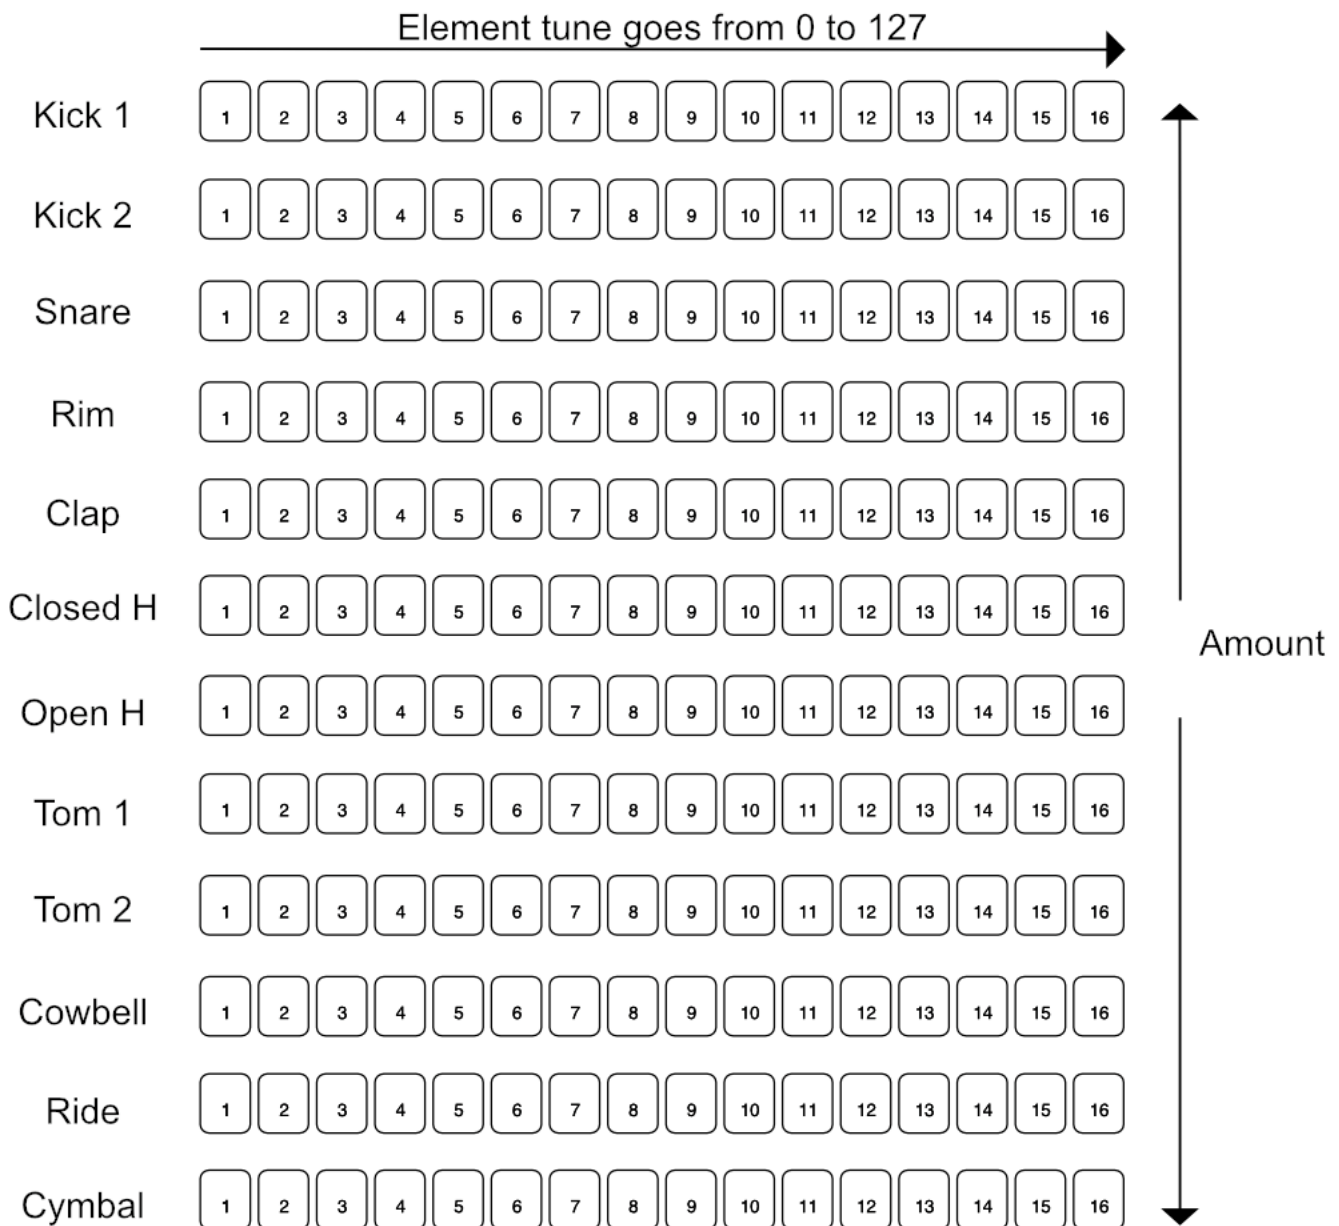 Element tune goes from 0 to 127
Kick 1 1 2 3 4 5 6 7 8 9 10 11 12 13 14 15 16
Kick 2 1 2 3 4 5 6 7 8 9 10 11 12 13 14 15 16
Snare 1 2 3 4 5 6 7 8 9 10 11 12 13 14 15 16
Rim 1 2 3 4 5 6 7 8 9 10 11 12 13 14 15 16
Clap 1 2 3 4 5 6 7 8 9 10 11 12 13 14 15 16
Closed H 1 2 3 4 5 6 7 8 9 10 11 12 13 14 15 16
Amount
Open H 1 2 3 4 5 6 7 8 9 10 11 12 13 14 15 16
Tom 1 1 2 3 4 5 6 7 8 9 10 11 12 13 14 15 16
Tom 2 1 2 3 4 5 6 7 8 9 10 11 12 13 14 15 16
Cowbell 1 2 3 4 5 6 7 8 9 10 11 12 13 14 15 16
Ride 1 2 3 4 5 6 7 8 9 10 11 12 13 14 15 16
Cymbal 1 2 3 4 5 6 7 8 9 10 11 12 13 14 15 16